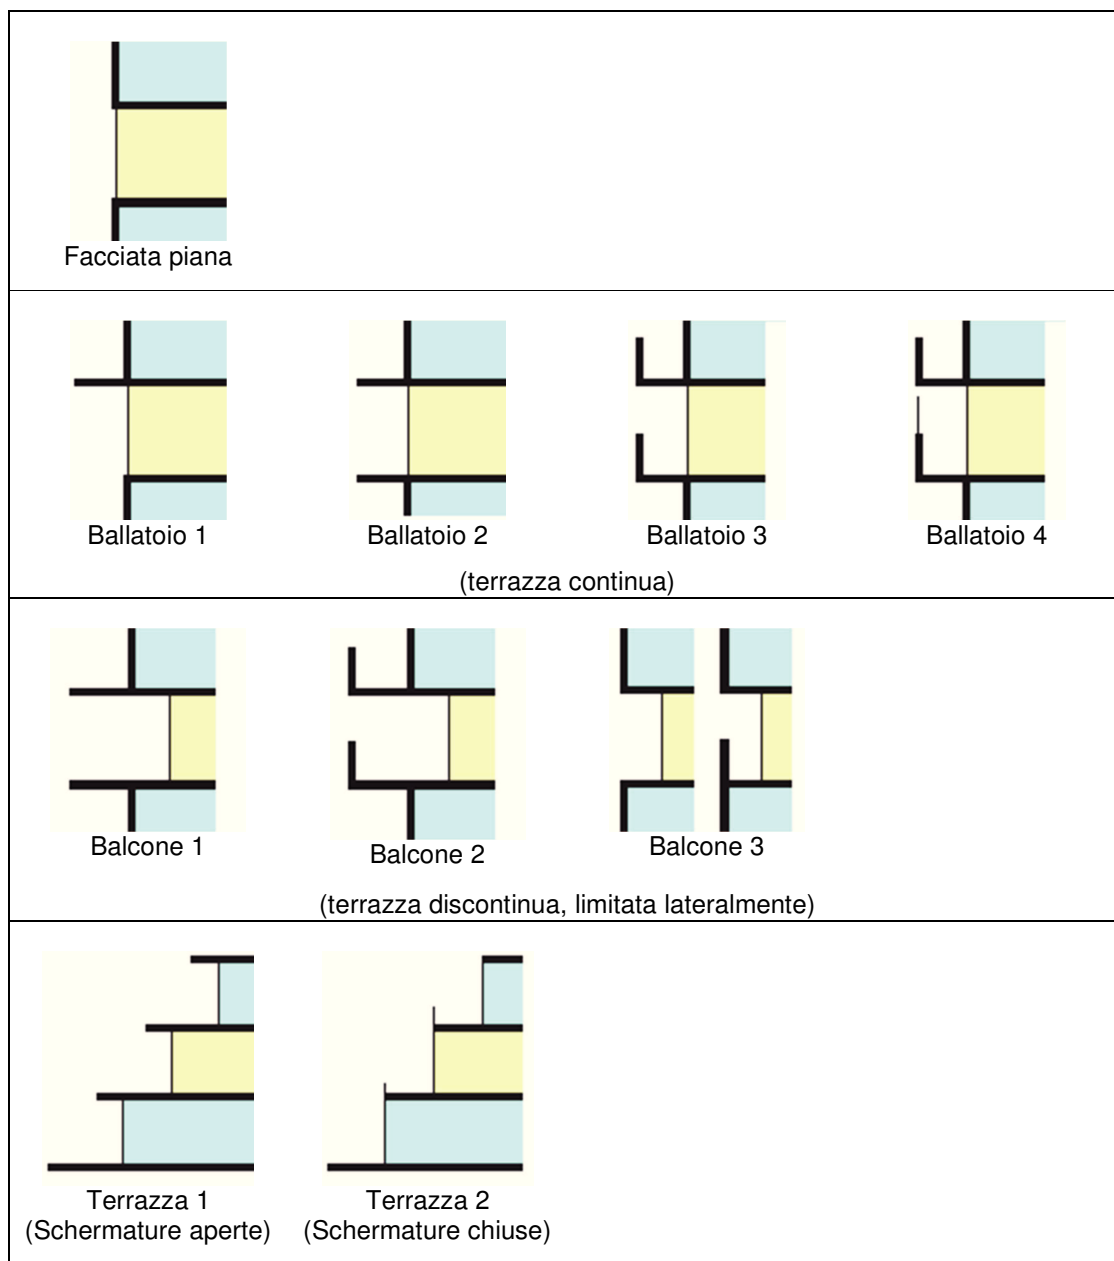 Facciata piana
Ballatoio 1
Ballatoio 2
Ballatoio 3
Ballatoio 4
(terrazza continua)
Balcone 1
Balcone 2
Balcone 3
(terrazza discontinua, limitata lateralmente)
Terrazza 1
(Schermature aperte)
Terrazza 2
(Schermature chiuse)